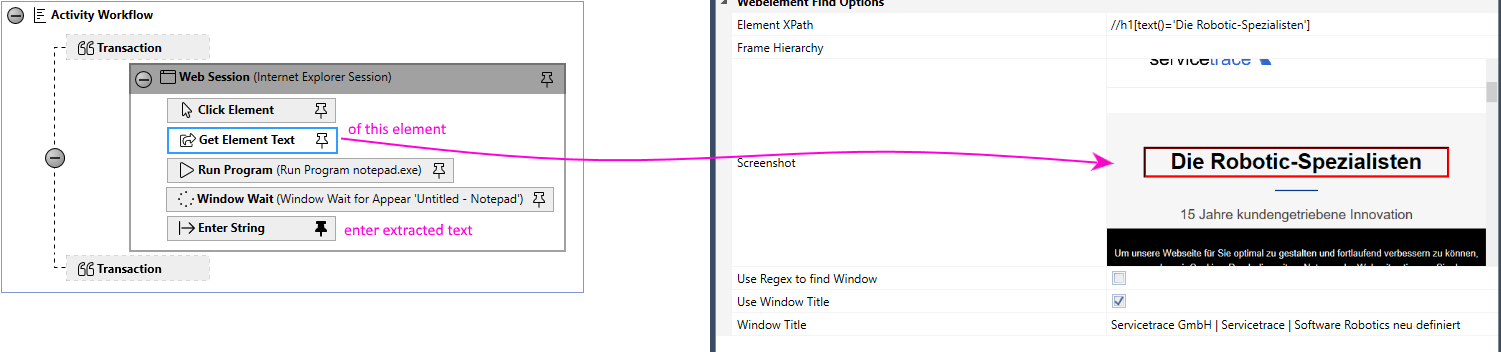 Activity Workflow
Transaction
Web Session (Internet Explorer Session)
Click Element
Get Element Text
of this element
Run Program (Run Program notepad.exe)
Window Wait (Window Wait for Appear 'Untitled - Notepad')
Enter String
enter extracted text
Transaction
Webelement Find Options
Element XPath
//h1[text()='Die Robotic-Spezialisten']
Frame Hierarchy
servicetrace
Screenshot
Die Robotic-Spezialisten
15 Jahre kundengetriebene Innovation
Um unsere Webseite für Sie optimal zu gestalten und fortlaufend verbessern zu können,
Use Regex to find Window
Use Window Title
Window Title
Servicetrace GmbH | Servicetrace | Software Robotics neu definiert